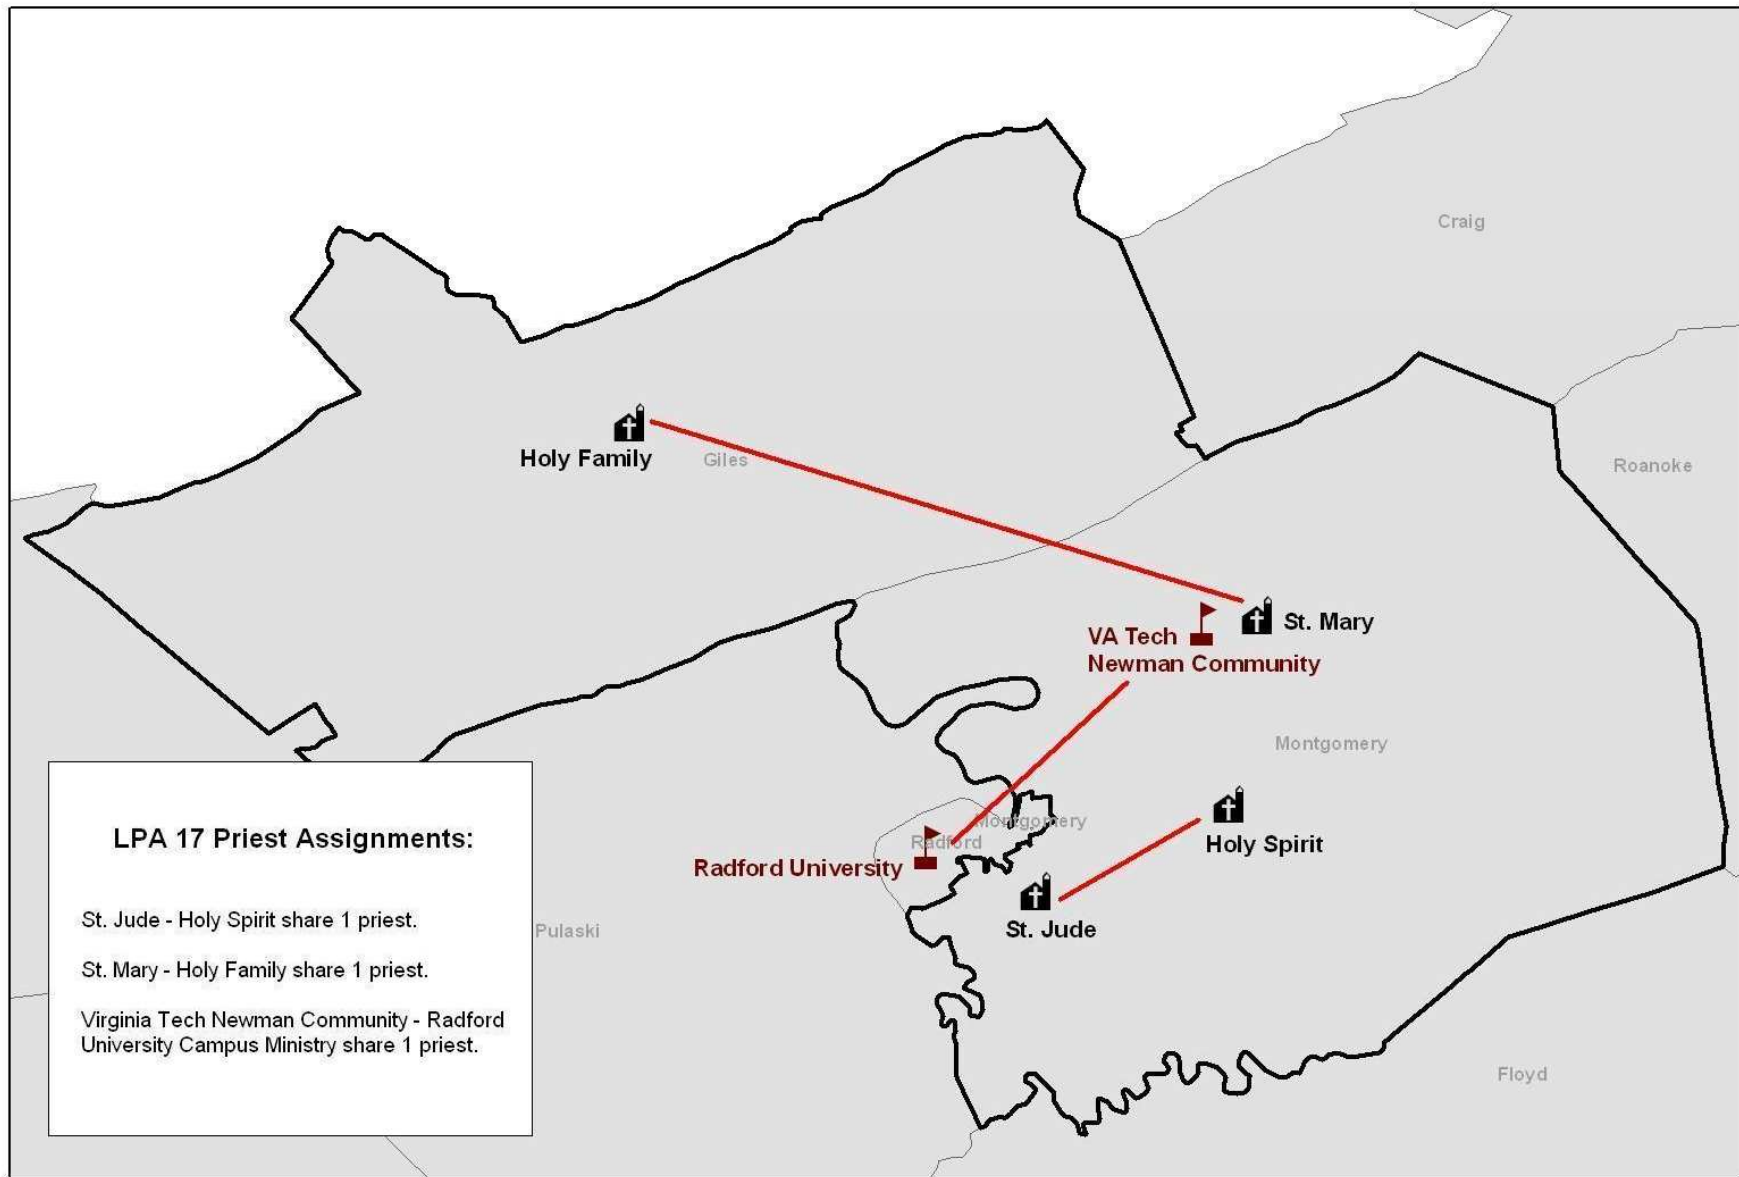 Craig
Roanoke
Holy Family
Giles
St. Mary
VA Tech
Newman Community
Montgomery
Montgomery
Radford
Radford University
Holy Spirit
St. Jude
Pulaski
Floyd
LPA 17 Priest Assignments:
St. Jude - Holy Spirit share 1 priest.
St. Mary - Holy Family share 1 priest.
Virginia Tech Newman Community - Radford
University Campus Ministry share 1 priest.